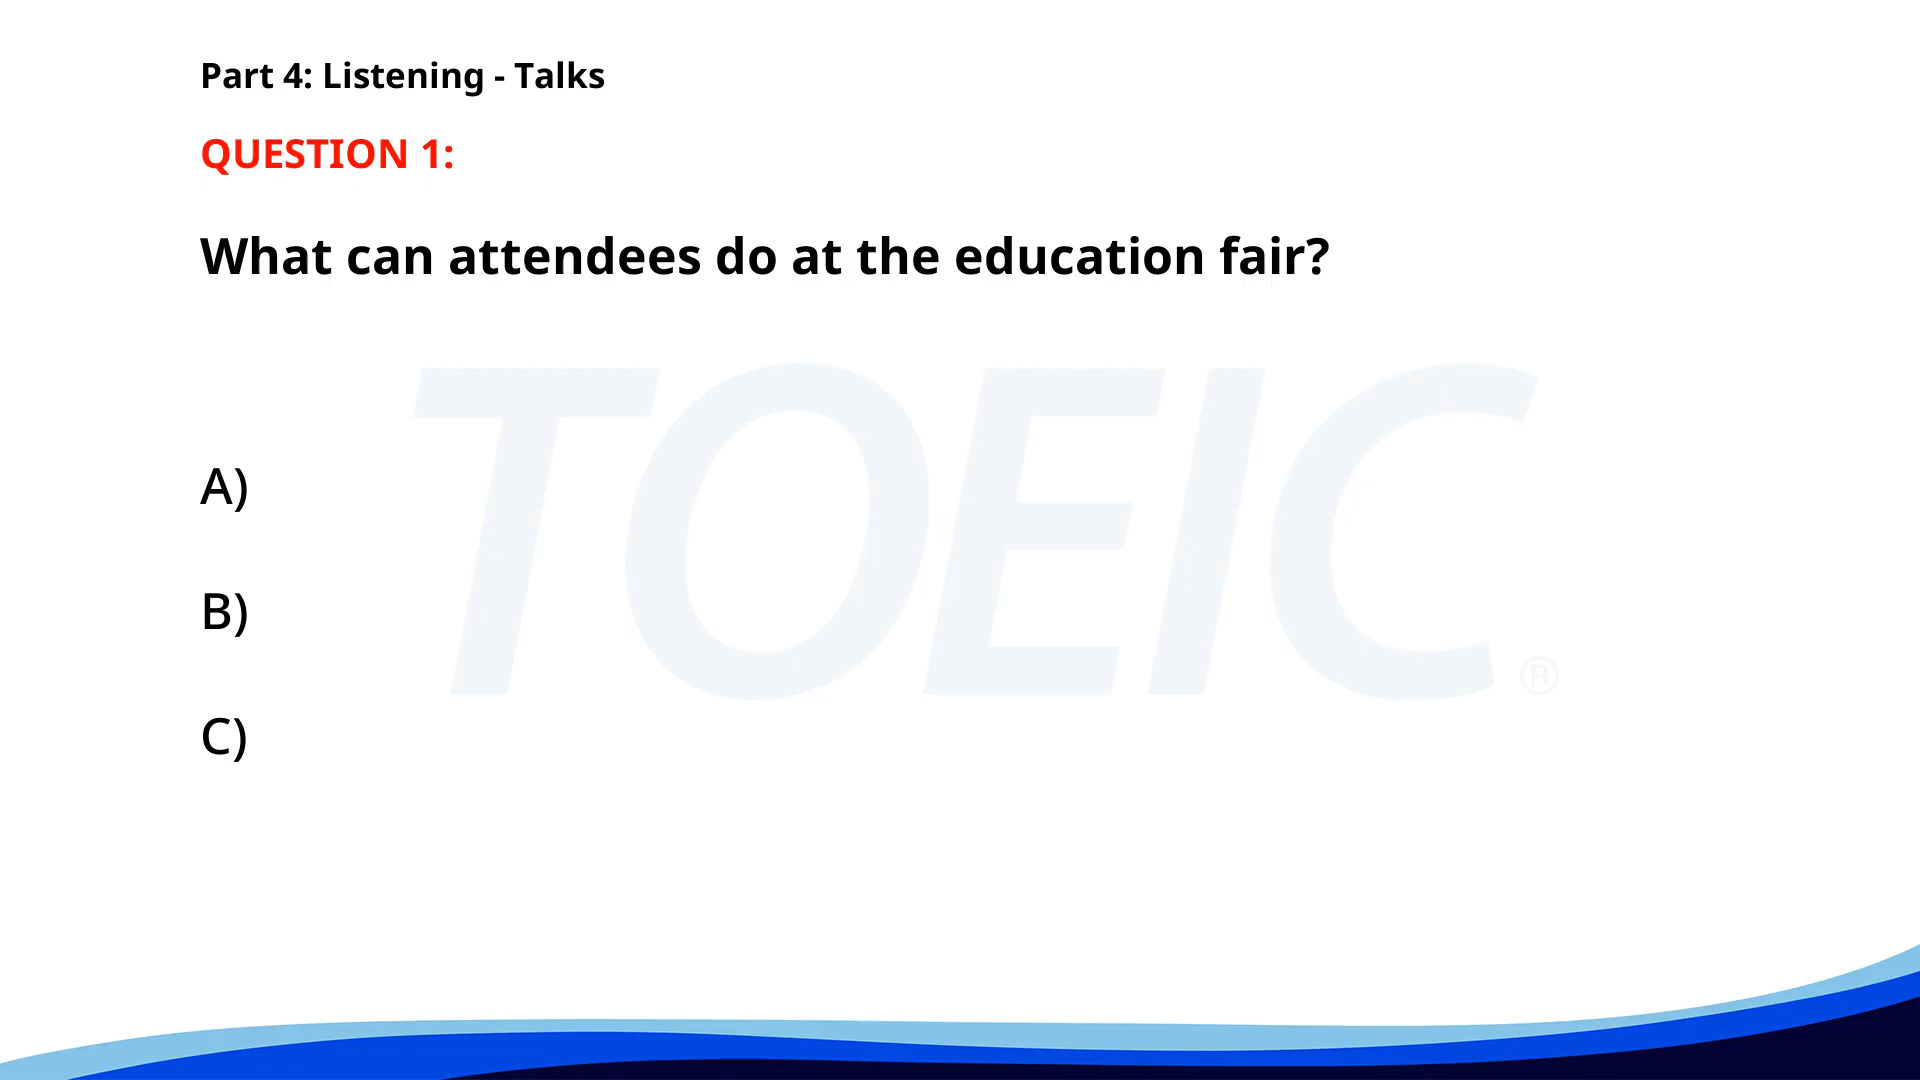 Part 4: Listening - Talks
QUESTION 1:
What can attendees do at the education fair?
TOEIC ®
A)
B)
C)